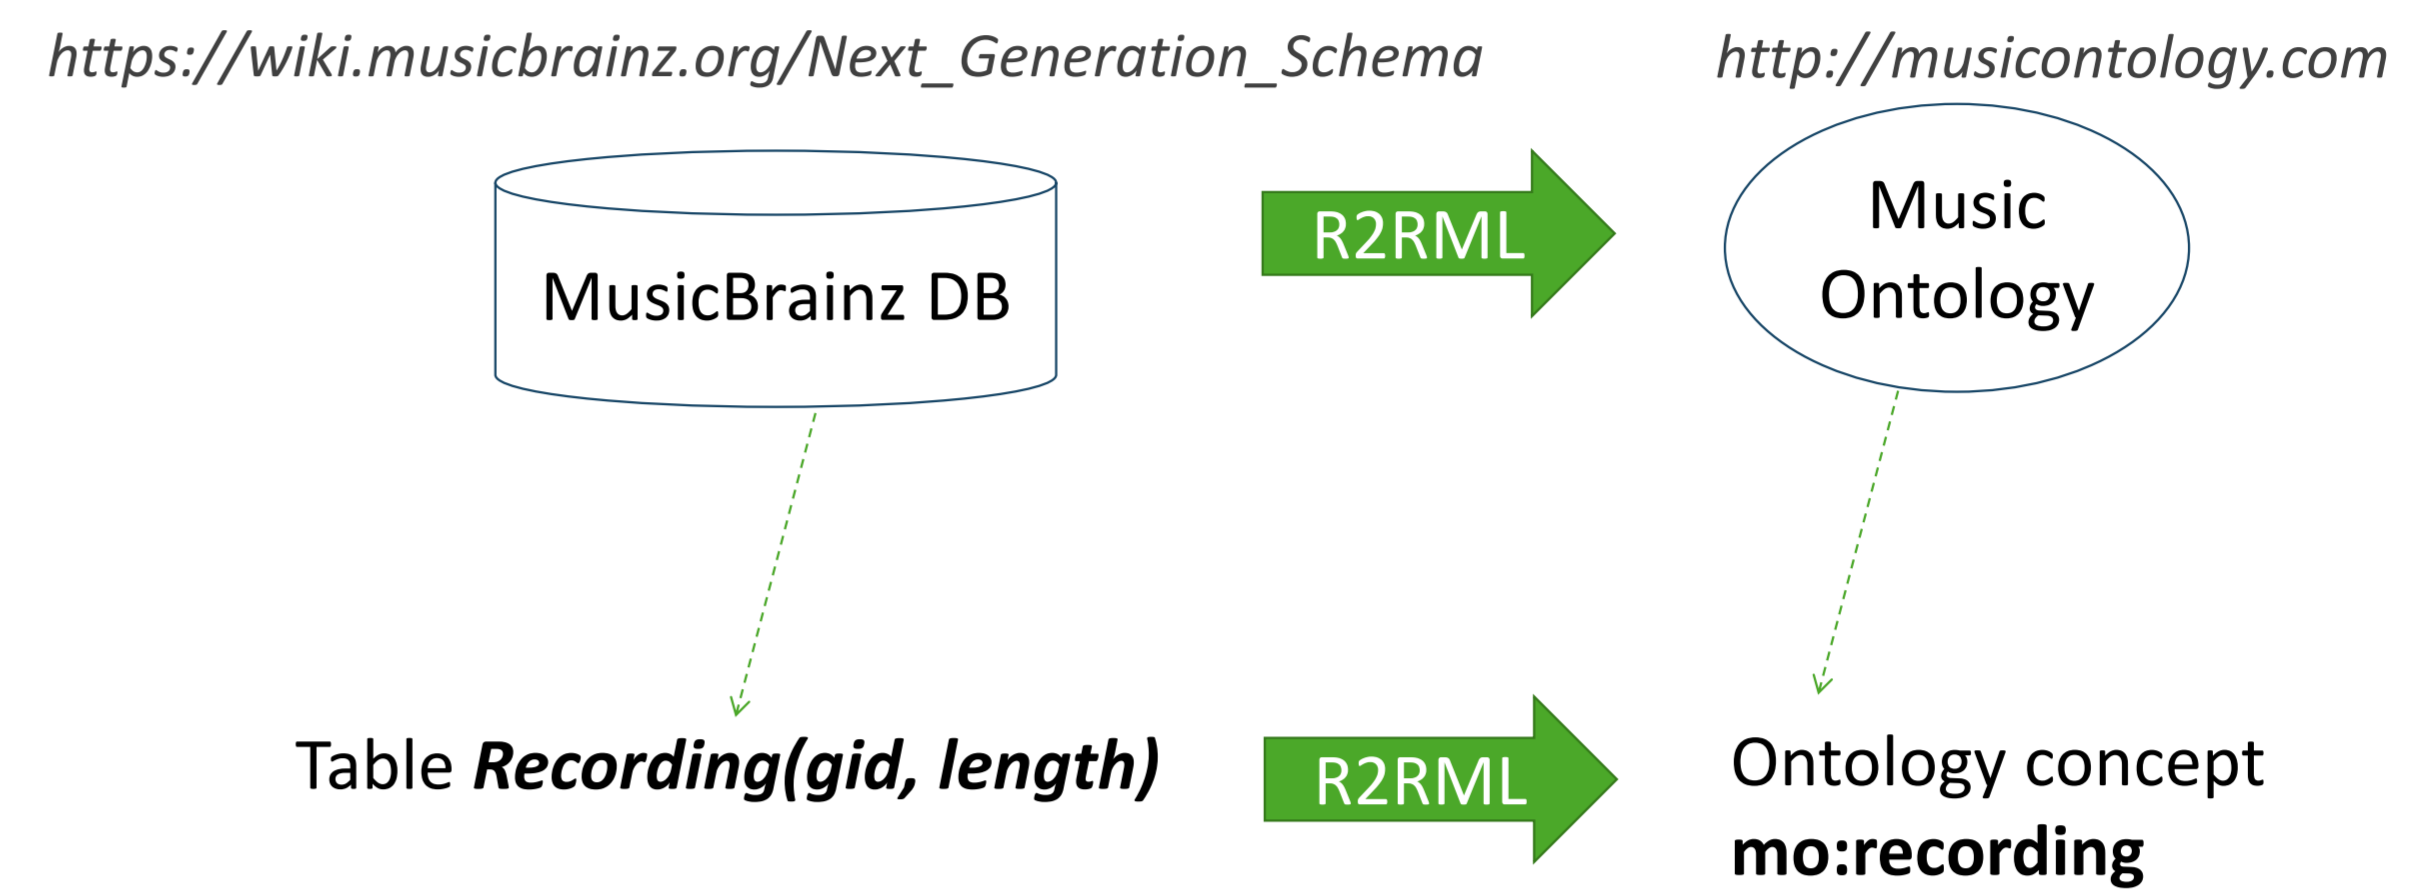 https://wiki.musicbrainz.org/Next_Generation_Schema
http://musicontology.com
MusicBrainz DB
R2RML
Music
Ontology
Table Recording(gid, length)
R2RML
Ontology concept
mo:recording